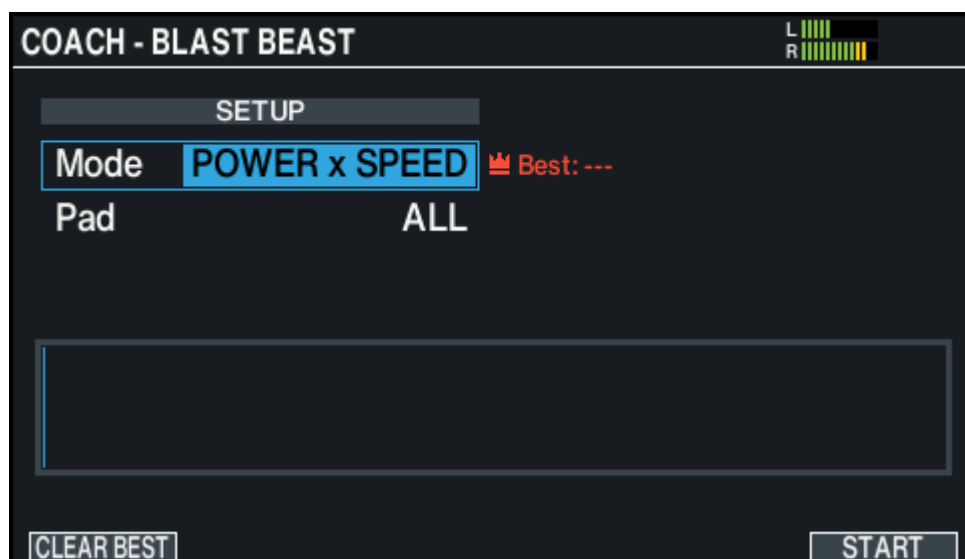 COACH - BLAST BEAST
L
R
SETUP
Mode POWER x SPEED Best: ---
Pad ALL
CLEAR BEST START